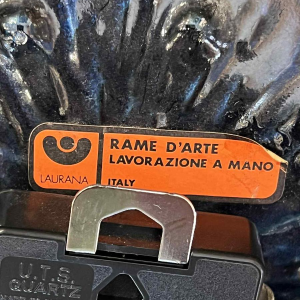 RAME D'ARTE
LAVORAZIONE A MANO
LAURANA
ITALY
U.T.S.
QUARTZ